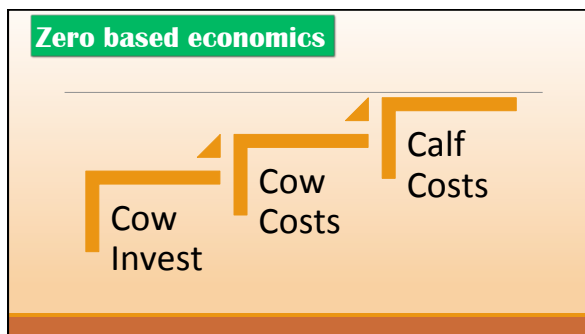 Zero based economics
Cow
Invest
Cow
Costs
Calf
Costs